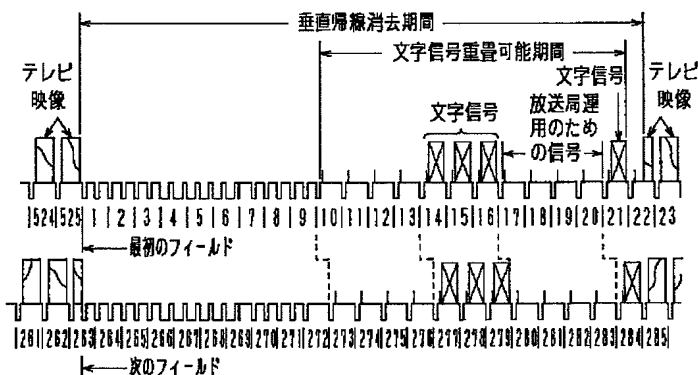 垂直帰線消去期間
文字信号重畳可能期間
テレビ
映像
文字信号
放送局運
用のため
の信号
文字信号
テレビ
映像
524 525 1 2 3 4 5 6 7 8 9 10 11 12 13 14 15 16 17 18 19 20 21 22 23
最初のフィールド
261 262 263 264 265 266 267 268 269 270 271 272 273 274 275 276 277 278 279 280 281 282 283 284 285
次のフィールド